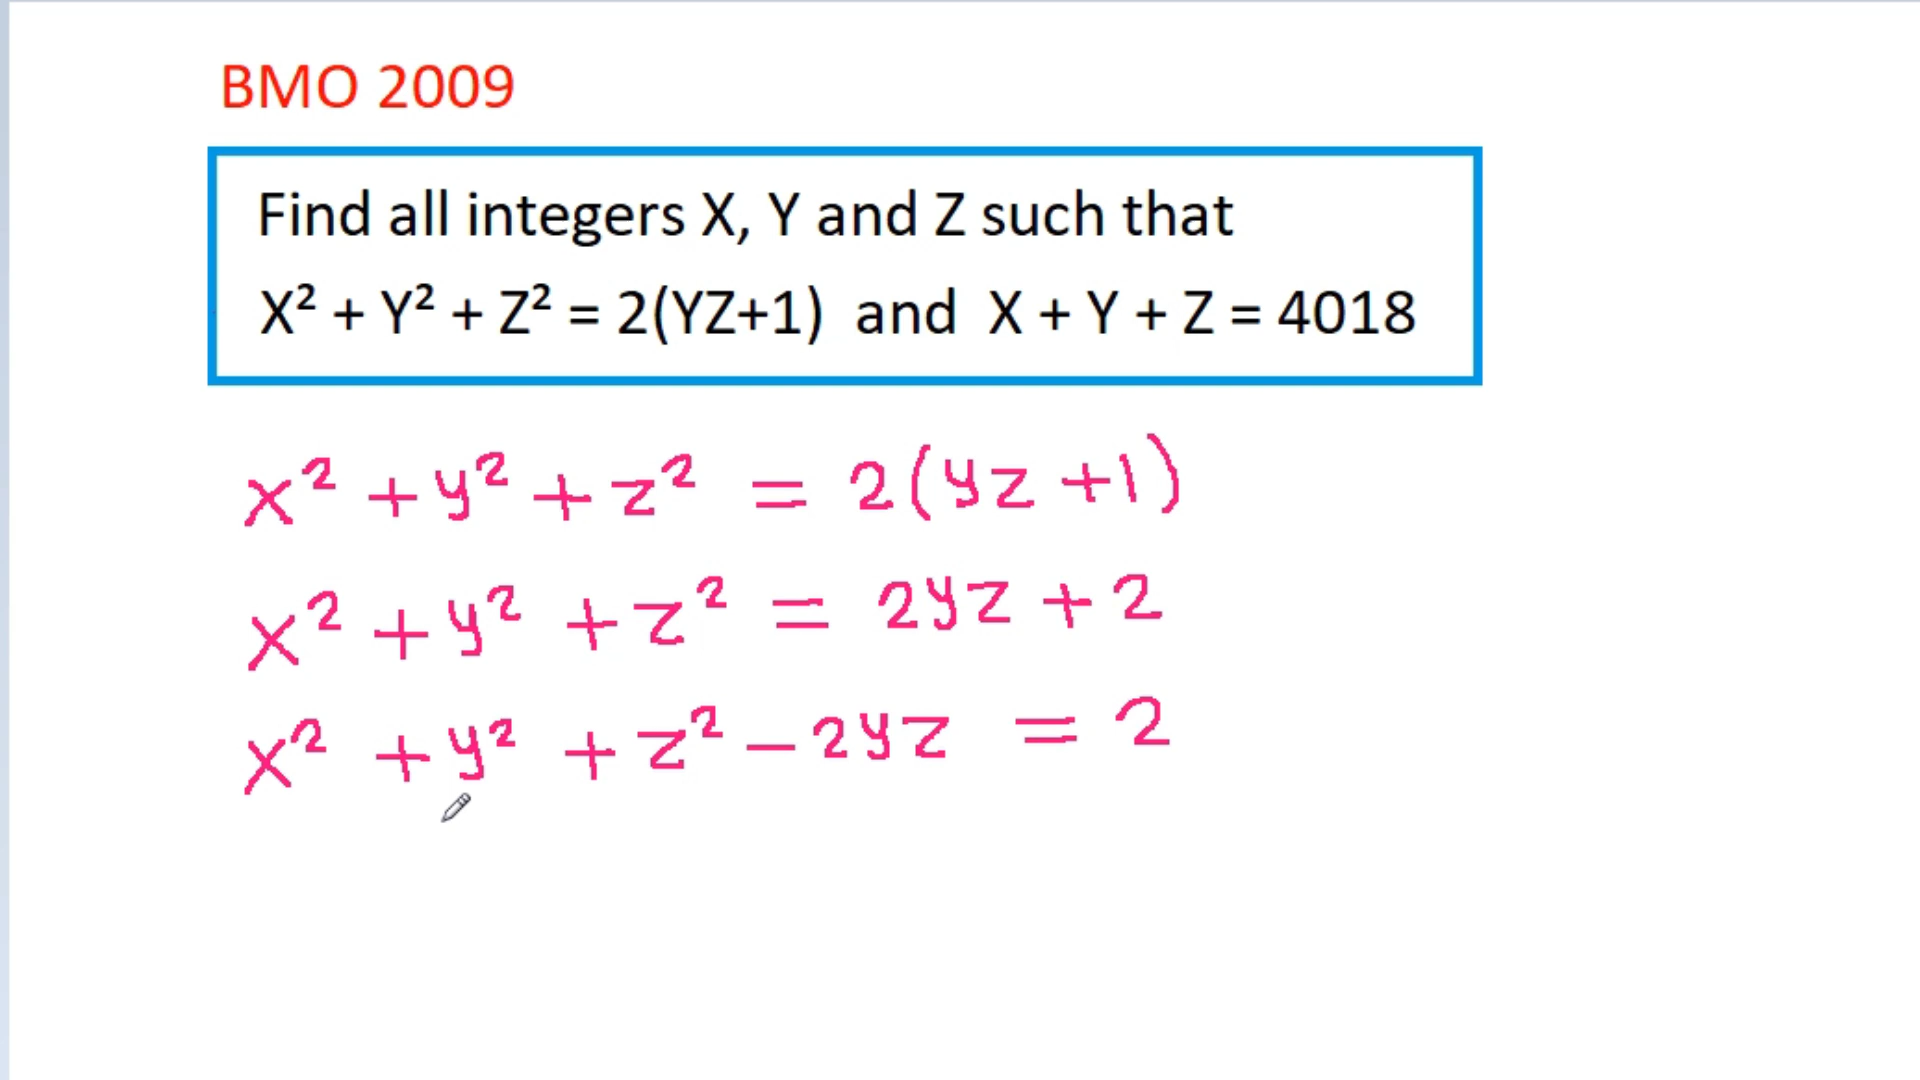 BMO 2009
Find all integers X, Y and Z such that
X² + Y² + Z² = 2(YZ+1) and X + Y + Z = 4018
x² + y² + z² = 2(yz +1)
x² + y² + z² = 2yz + 2
x² + y² + z² - 2yz = 2